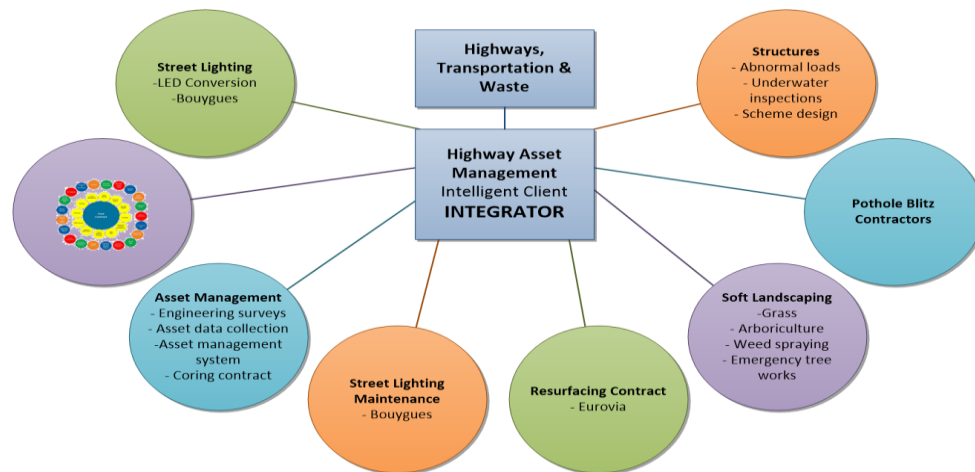 Highways,
Transportation &
Waste
Highway Asset
Management
Intelligent Client
INTEGRATOR
Street Lighting
-LED Conversion
- Bouygues
Structures
- Abnormal loads
- Underwater
inspections
- Scheme design
Pothole Blitz
Contractors
Asset Management
- Engineering surveys
- Asset data collection
-Asset management
system
- Coring contract
Street Lighting
Maintenance
- Bouygues
Resurfacing Contract
- Eurovia
Soft Landscaping
-Grass
- Arboriculture
- Weed spraying
- Emergency tree
works